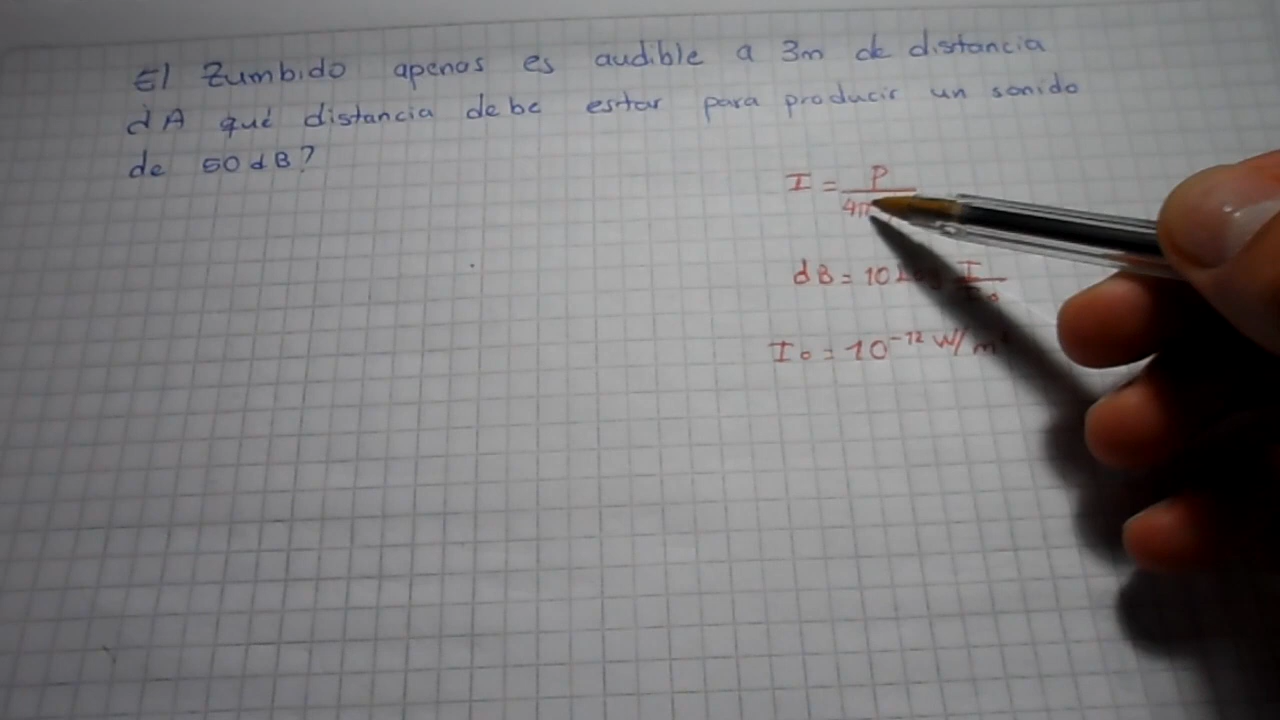 El Zumbido apenas es audible a 3m de distancia
¿A qué distancia debe estar para producir un sonido
de 50 dB?
I = P
4π
dB = 10 I
I₀ = 10⁻¹² W/m